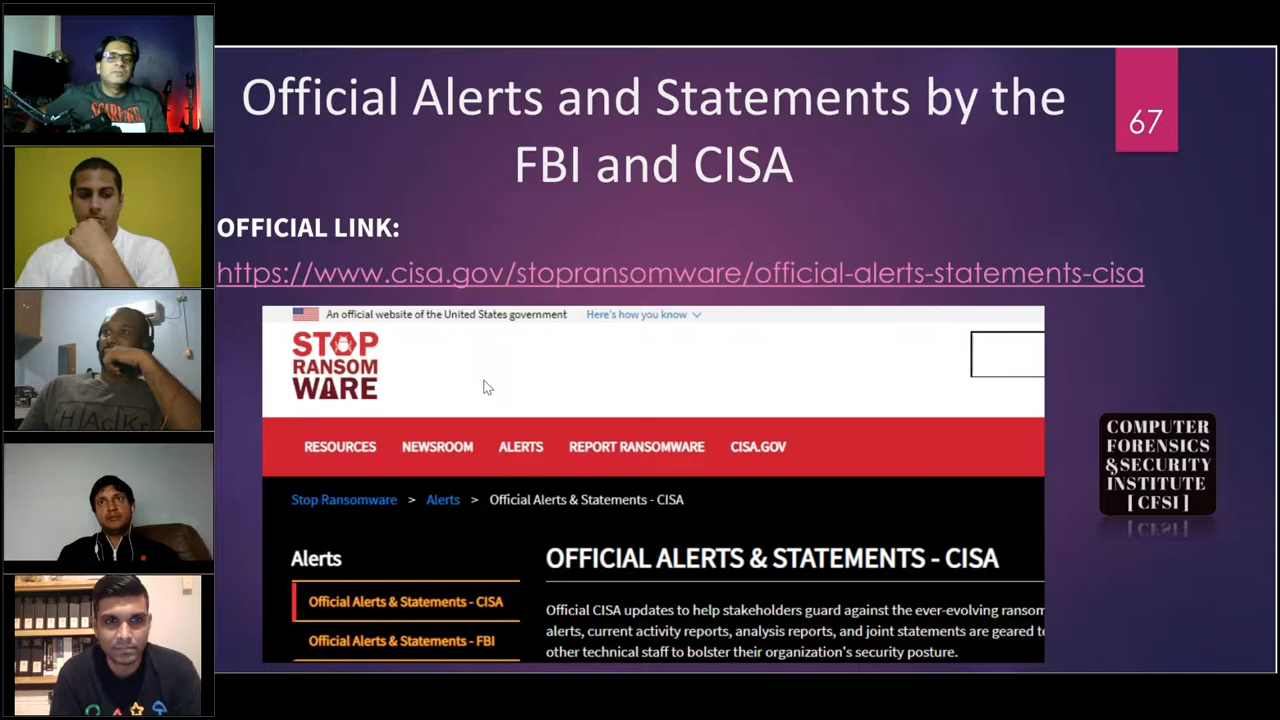 Official Alerts and Statements by the
FBI and CISA
67
OFFICIAL LINK:
https://www.cisa.gov/stopransomware/official-alerts-statements-cisa
An official website of the United States government Here's how you know
STOP
RANSOM
WARE
RESOURCES NEWSROOM ALERTS REPORT RANSOMWARE CISA.GOV
Stop Ransomware > Alerts > Official Alerts & Statements - CISA
Alerts
Official Alerts & Statements - CISA
Official Alerts & Statements - FBI
OFFICIAL ALERTS & STATEMENTS - CISA
Official CISA updates to help stakeholders guard against the ever-evolving ransom
alerts, current activity reports, analysis reports, and joint statements are geared to
other technical staff to bolster their organization's security posture.
COMPUTER
FORENSICS
&SECURITY
INSTITUTE
[ CFSI ]
SCARFACE